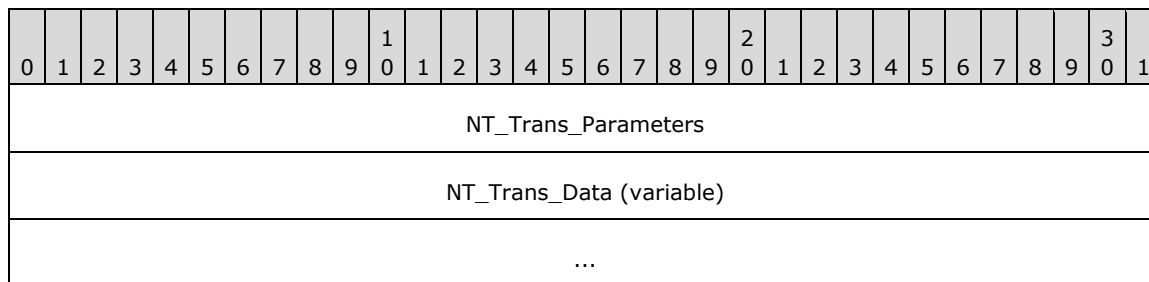 1 2 3
0 1 2 3 4 5 6 7 8 9 0 1 2 3 4 5 6 7 8 9 0 1 2 3 4 5 6 7 8 9 0 1
NT_Trans_Parameters
NT_Trans_Data (variable)
...